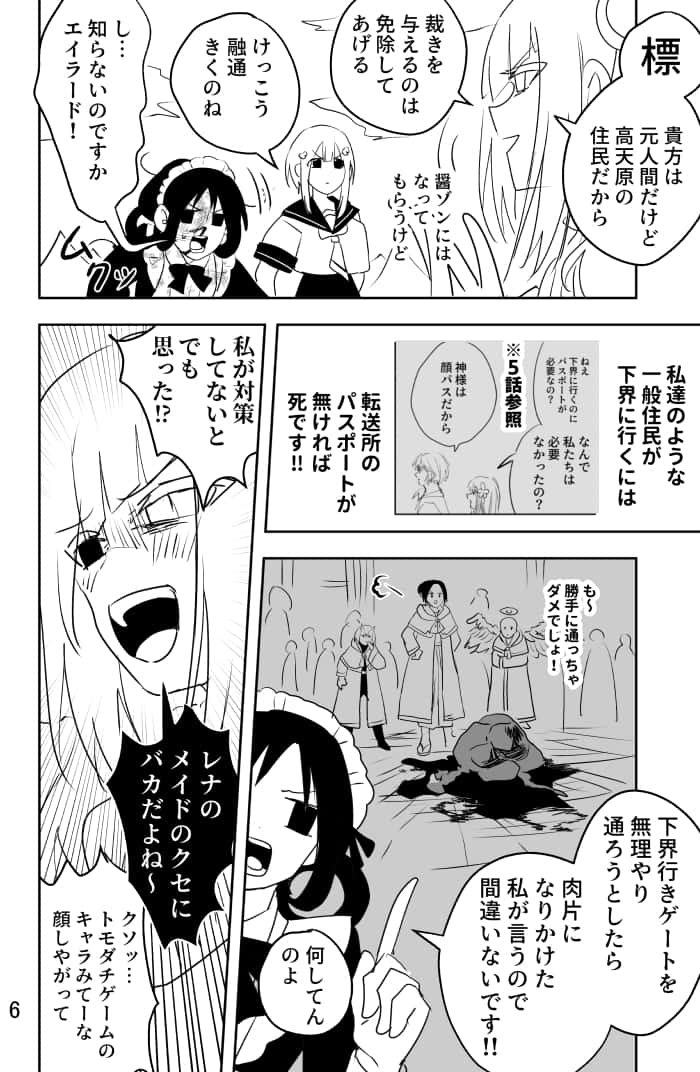 標
貴方は
元人間だけど
高天原の
住民だから
裁きを
与えるのは
免除して
あげる
醤ゾンには
なって
もらうけど
けっこう
融通
きくのね
し…
知らないのですか
エイラード！
ムクッ
私達のような
一般住民が
下界に行くには
ねえ
下界に行くのに
パスポートが
必要なの？
なんで
私たちは
必要
なかったの？
※5話参照
神様は
顔パスだから
転送所の
パスポートが
無ければ
死です!!
私が対策
してないと
でも
思った!?
も〜
勝手に通っちゃ
ダメでしょ！
下界行きゲートを
無理やり
通ろうとしたら
肉片に
なりかけた
私が言うので
間違いないです!!
何してん
のよ
レナの
メイドのクセに
バカだよね〜
クソッ…
トモダチゲームの
キャラみてーな
顔しやがって
6